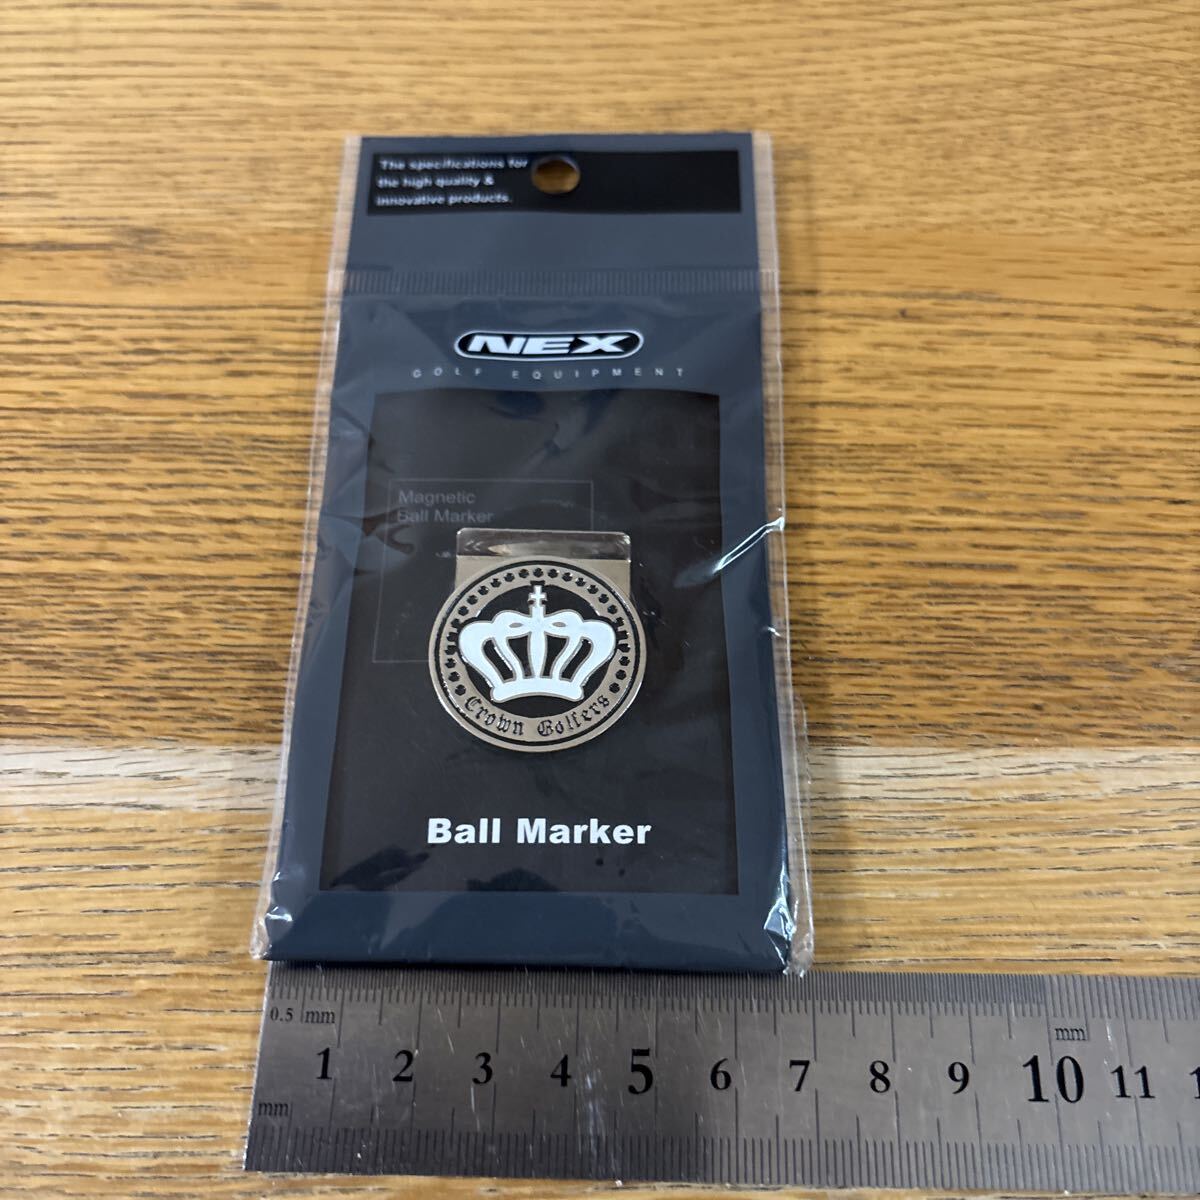 The specifications for
the high quality &
innovative products.
NEX
GOLF EQUIPMENT
Magnetic
Ball Marker
Crown Golfers
Ball Marker
0.5 mm
mm
1 2 3 4 5 6 7 8 9 10 11 1
mm